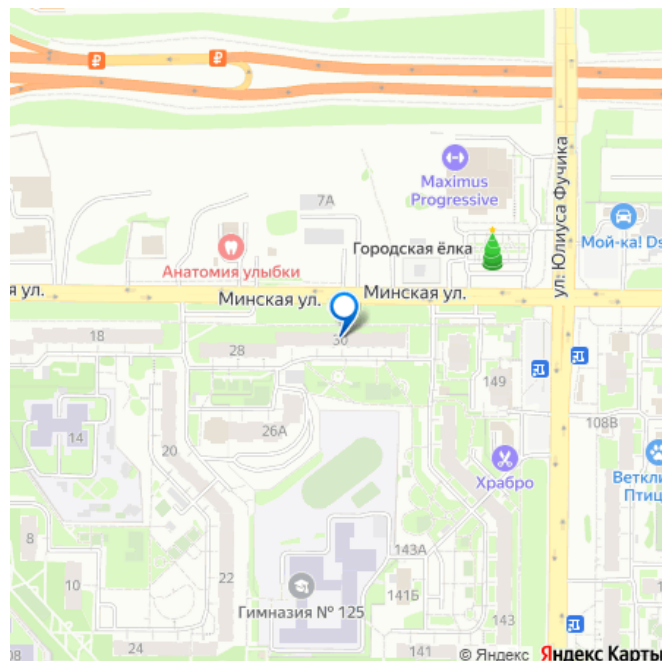 ₽
₽
ул. Юлиуса Фучика
Maximus
Progressive
7А
Мой-ка! Ds
Городская ёлка
Анатомия улыбки
я ул.
Минская ул.
Минская ул.
18
30
28
149
14
26А
108В
20
Храбро
Веткли
Птиц
8
143А
22
10
141Б
Гимназия № 125
143
08
24
141
© Яндекс
Яндекс Карты